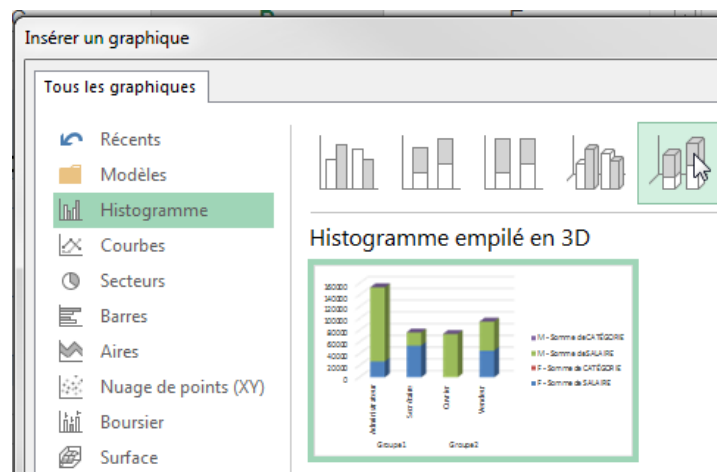 Insérer un graphique
Tous les graphiques
Récents
Modèles
Histogramme
Courbes
Secteurs
Barres
Aires
Nuage de points (XY)
Boursier
Surface
Histogramme empilé en 3D
160000
140000
120000
100000
80000
60000
40000
20000
0
Administrateur
Secrétaire
Ouvrier
Vendeur
Groupe1
Groupe2
M - Somme de CATÉGORIE
M - Somme de SALAIRE
F - Somme de CATÉGORIE
F - Somme de SALAIRE